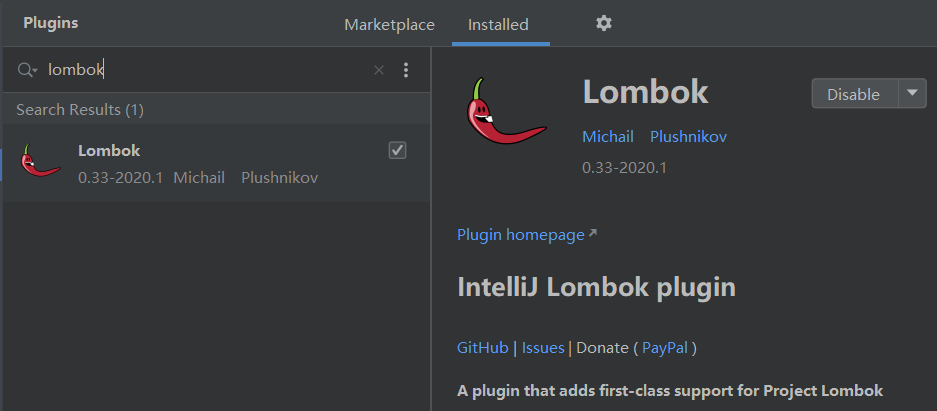 Plugins
Marketplace
Installed
lombok
Search Results (1)
Lombok
0.33-2020.1 Michail Plushnikov
Lombok
Disable
Michail Plushnikov
0.33-2020.1
Plugin homepage
IntelliJ Lombok plugin
GitHub | Issues | Donate ( PayPal )
A plugin that adds first-class support for Project Lombok